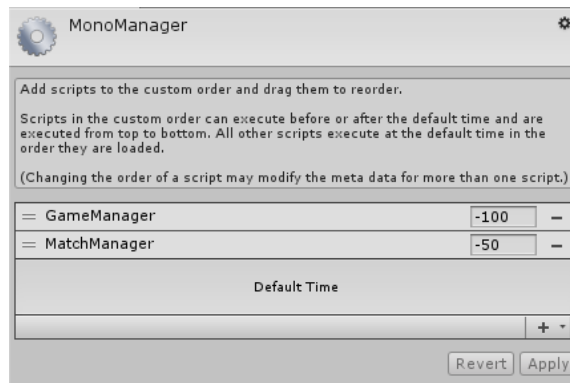 MonoManager
Add scripts to the custom order and drag them to reorder.
Scripts in the custom order can execute before or after the default time and are
executed from top to bottom. All other scripts execute at the default time in the
order they are loaded.
(Changing the order of a script may modify the meta data for more than one script.)
= GameManager -100 –
= MatchManager -50 –
Default Time
+
Revert Apply